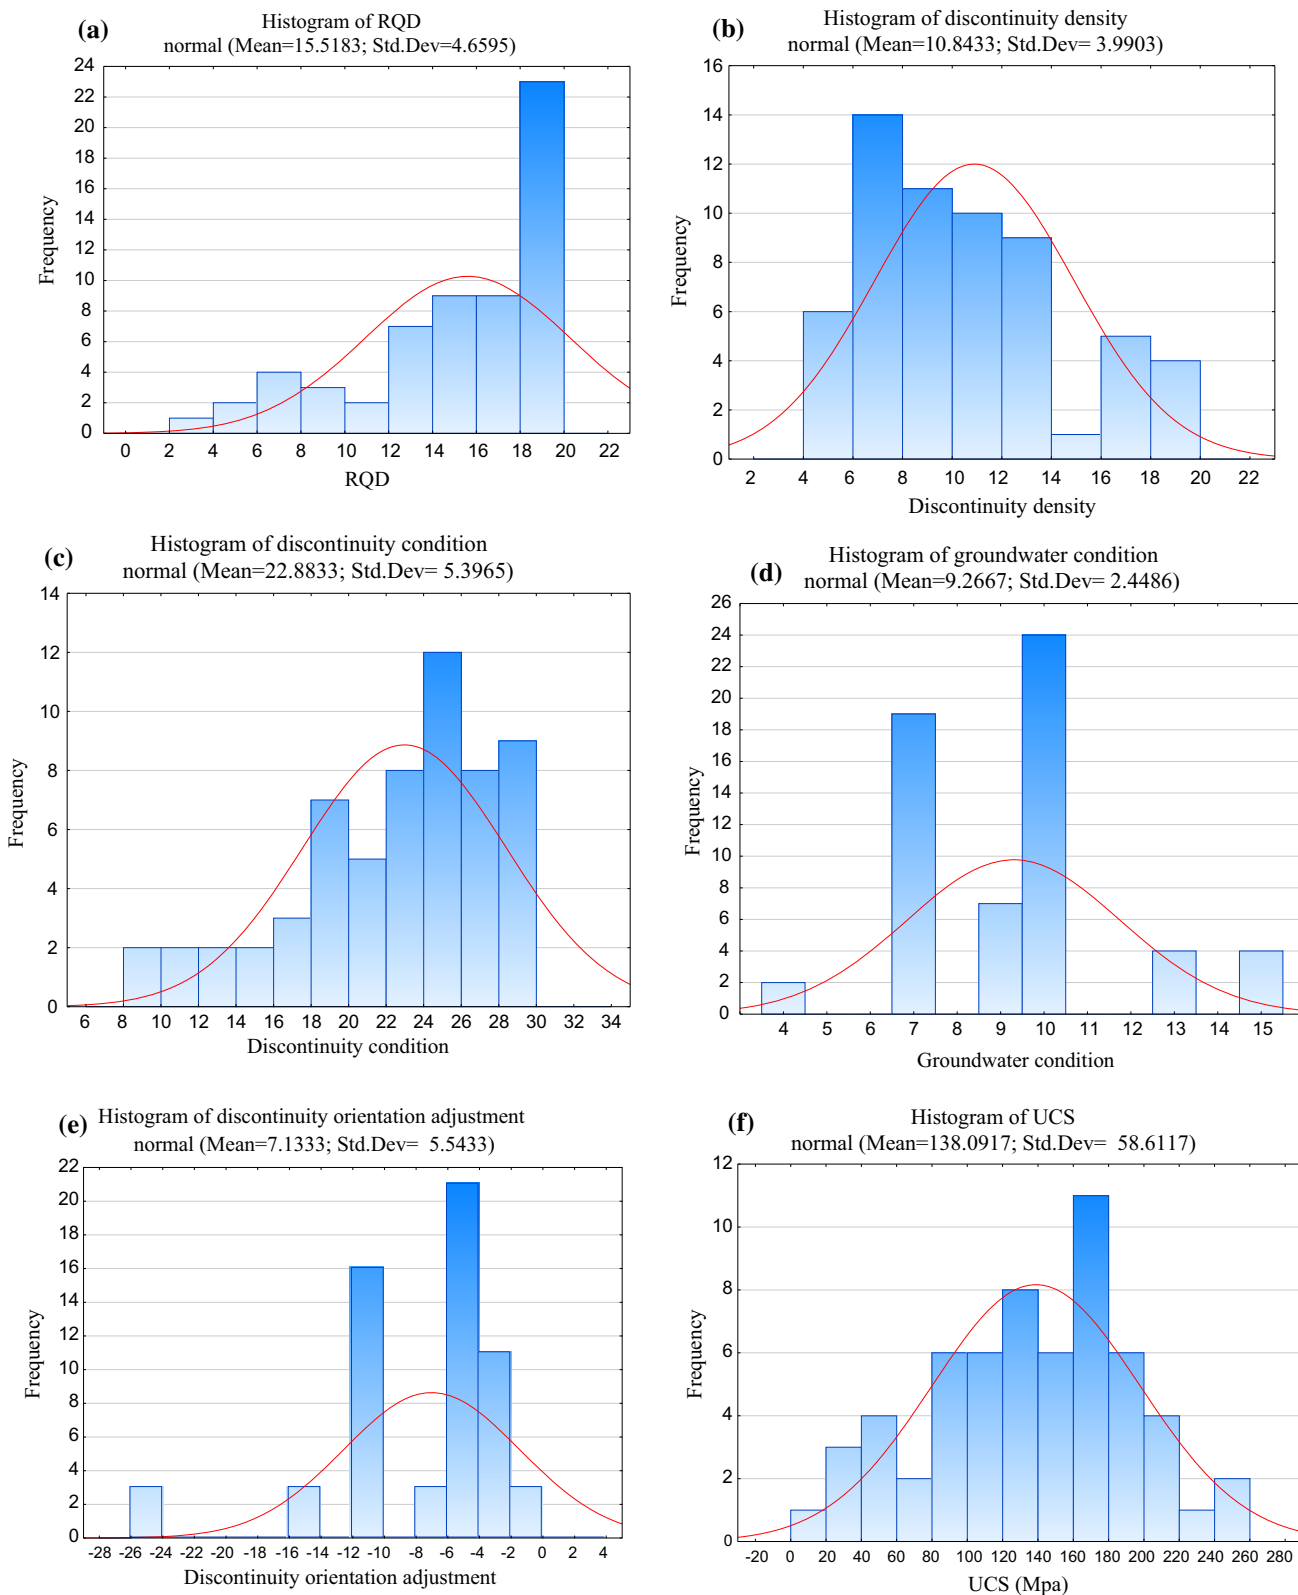 (a)
Histogram of RQD
normal (Mean=15.5183; Std.Dev=4.6595)
24
22
20
18
16
14
12
10
8
6
4
2
0
Frequency
0 2 4 6 8 10 12 14 16 18 20 22
RQD
(b)
Histogram of discontinuity density
normal (Mean=10.8433; Std.Dev= 3.9903)
16
14
12
10
8
6
4
2
0
Frequency
2 4 6 8 10 12 14 16 18 20 22
Discontinuity density
(c)
Histogram of discontinuity condition
normal (Mean=22.8833; Std.Dev= 5.3965)
14
12
10
8
6
4
2
0
Frequency
6 8 10 12 14 16 18 20 22 24 26 28 30 32 34
Discontinuity condition
(d)
Histogram of groundwater condition
normal (Mean=9.2667; Std.Dev= 2.4486)
26
24
22
20
18
16
14
12
10
8
6
4
2
0
Frequency
4 5 6 7 8 9 10 11 12 13 14 15
Groundwater condition
(e)
Histogram of discontinuity orientation adjustment
normal (Mean=7.1333; Std.Dev= 5.5433)
22
20
18
16
14
12
10
8
6
4
2
0
Frequency
-28 -26 -24 -22 -20 -18 -16 -14 -12 -10 -8 -6 -4 -2 0 2 4
Discontinuity orientation adjustment
(f)
Histogram of UCS
normal (Mean=138.0917; Std.Dev= 58.6117)
12
10
8
6
4
2
0
Frequency
-20 0 20 40 60 80 100 120 140 160 180 200 220 240 260 280
UCS (Mpa)